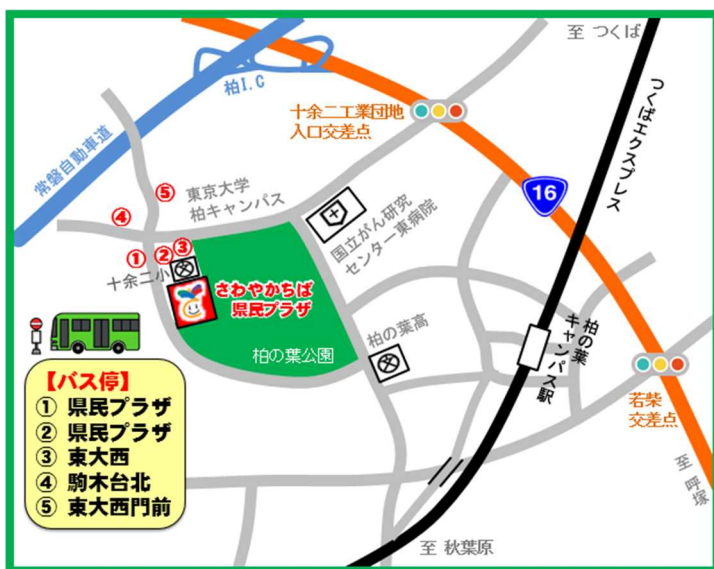 至 つくば
柏I.C
常磐自動車道
十余二工業団地
入口交差点
つくばエクスプレス
16
⑤
東京大学
柏キャンパス
④
国立がん研究
センター東病院
① ② ③
十余二小
さわやかちば
県民プラザ
柏の葉公園
柏の葉高
柏の葉
キャンパス駅
若柴
交差点
至 呼塚
至 秋葉原
【バス停】
① 県民プラザ
② 県民プラザ
③ 東大西
④ 駒木台北
⑤ 東大西門前